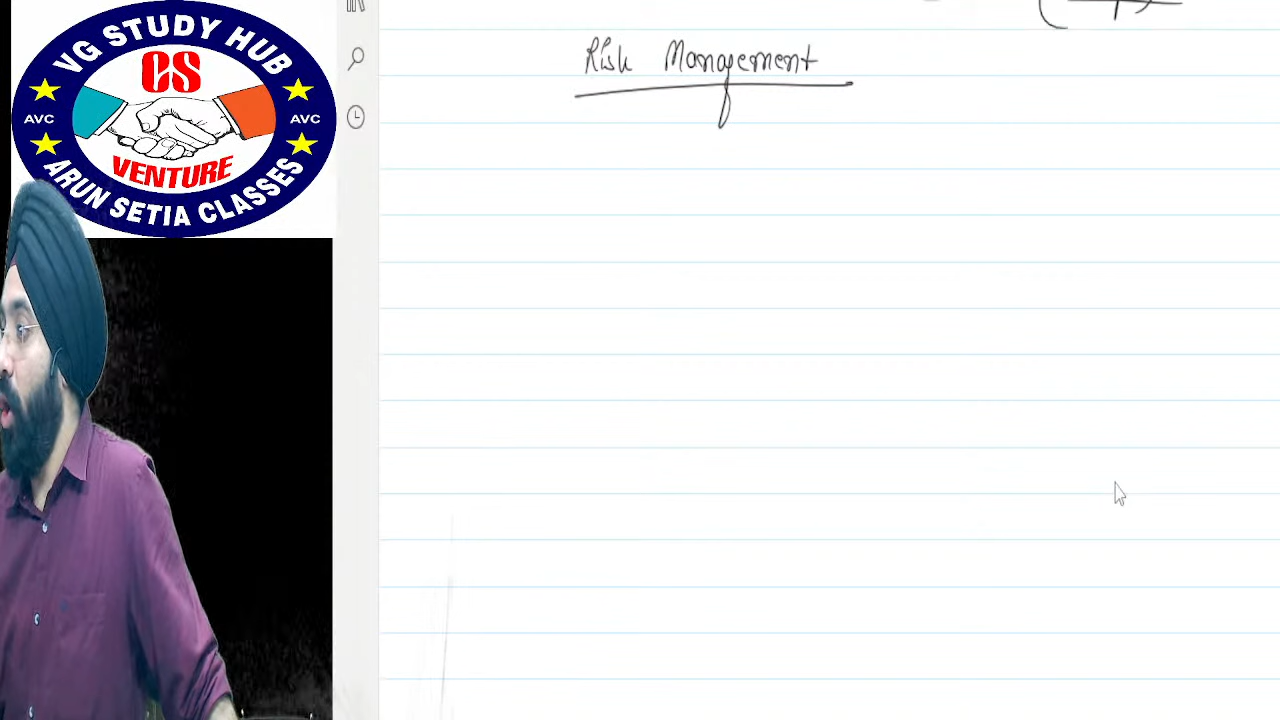 VG STUDY HUB
CS
AVC
AVC
VENTURE
ARUN SETIA CLASSES
Risk Management